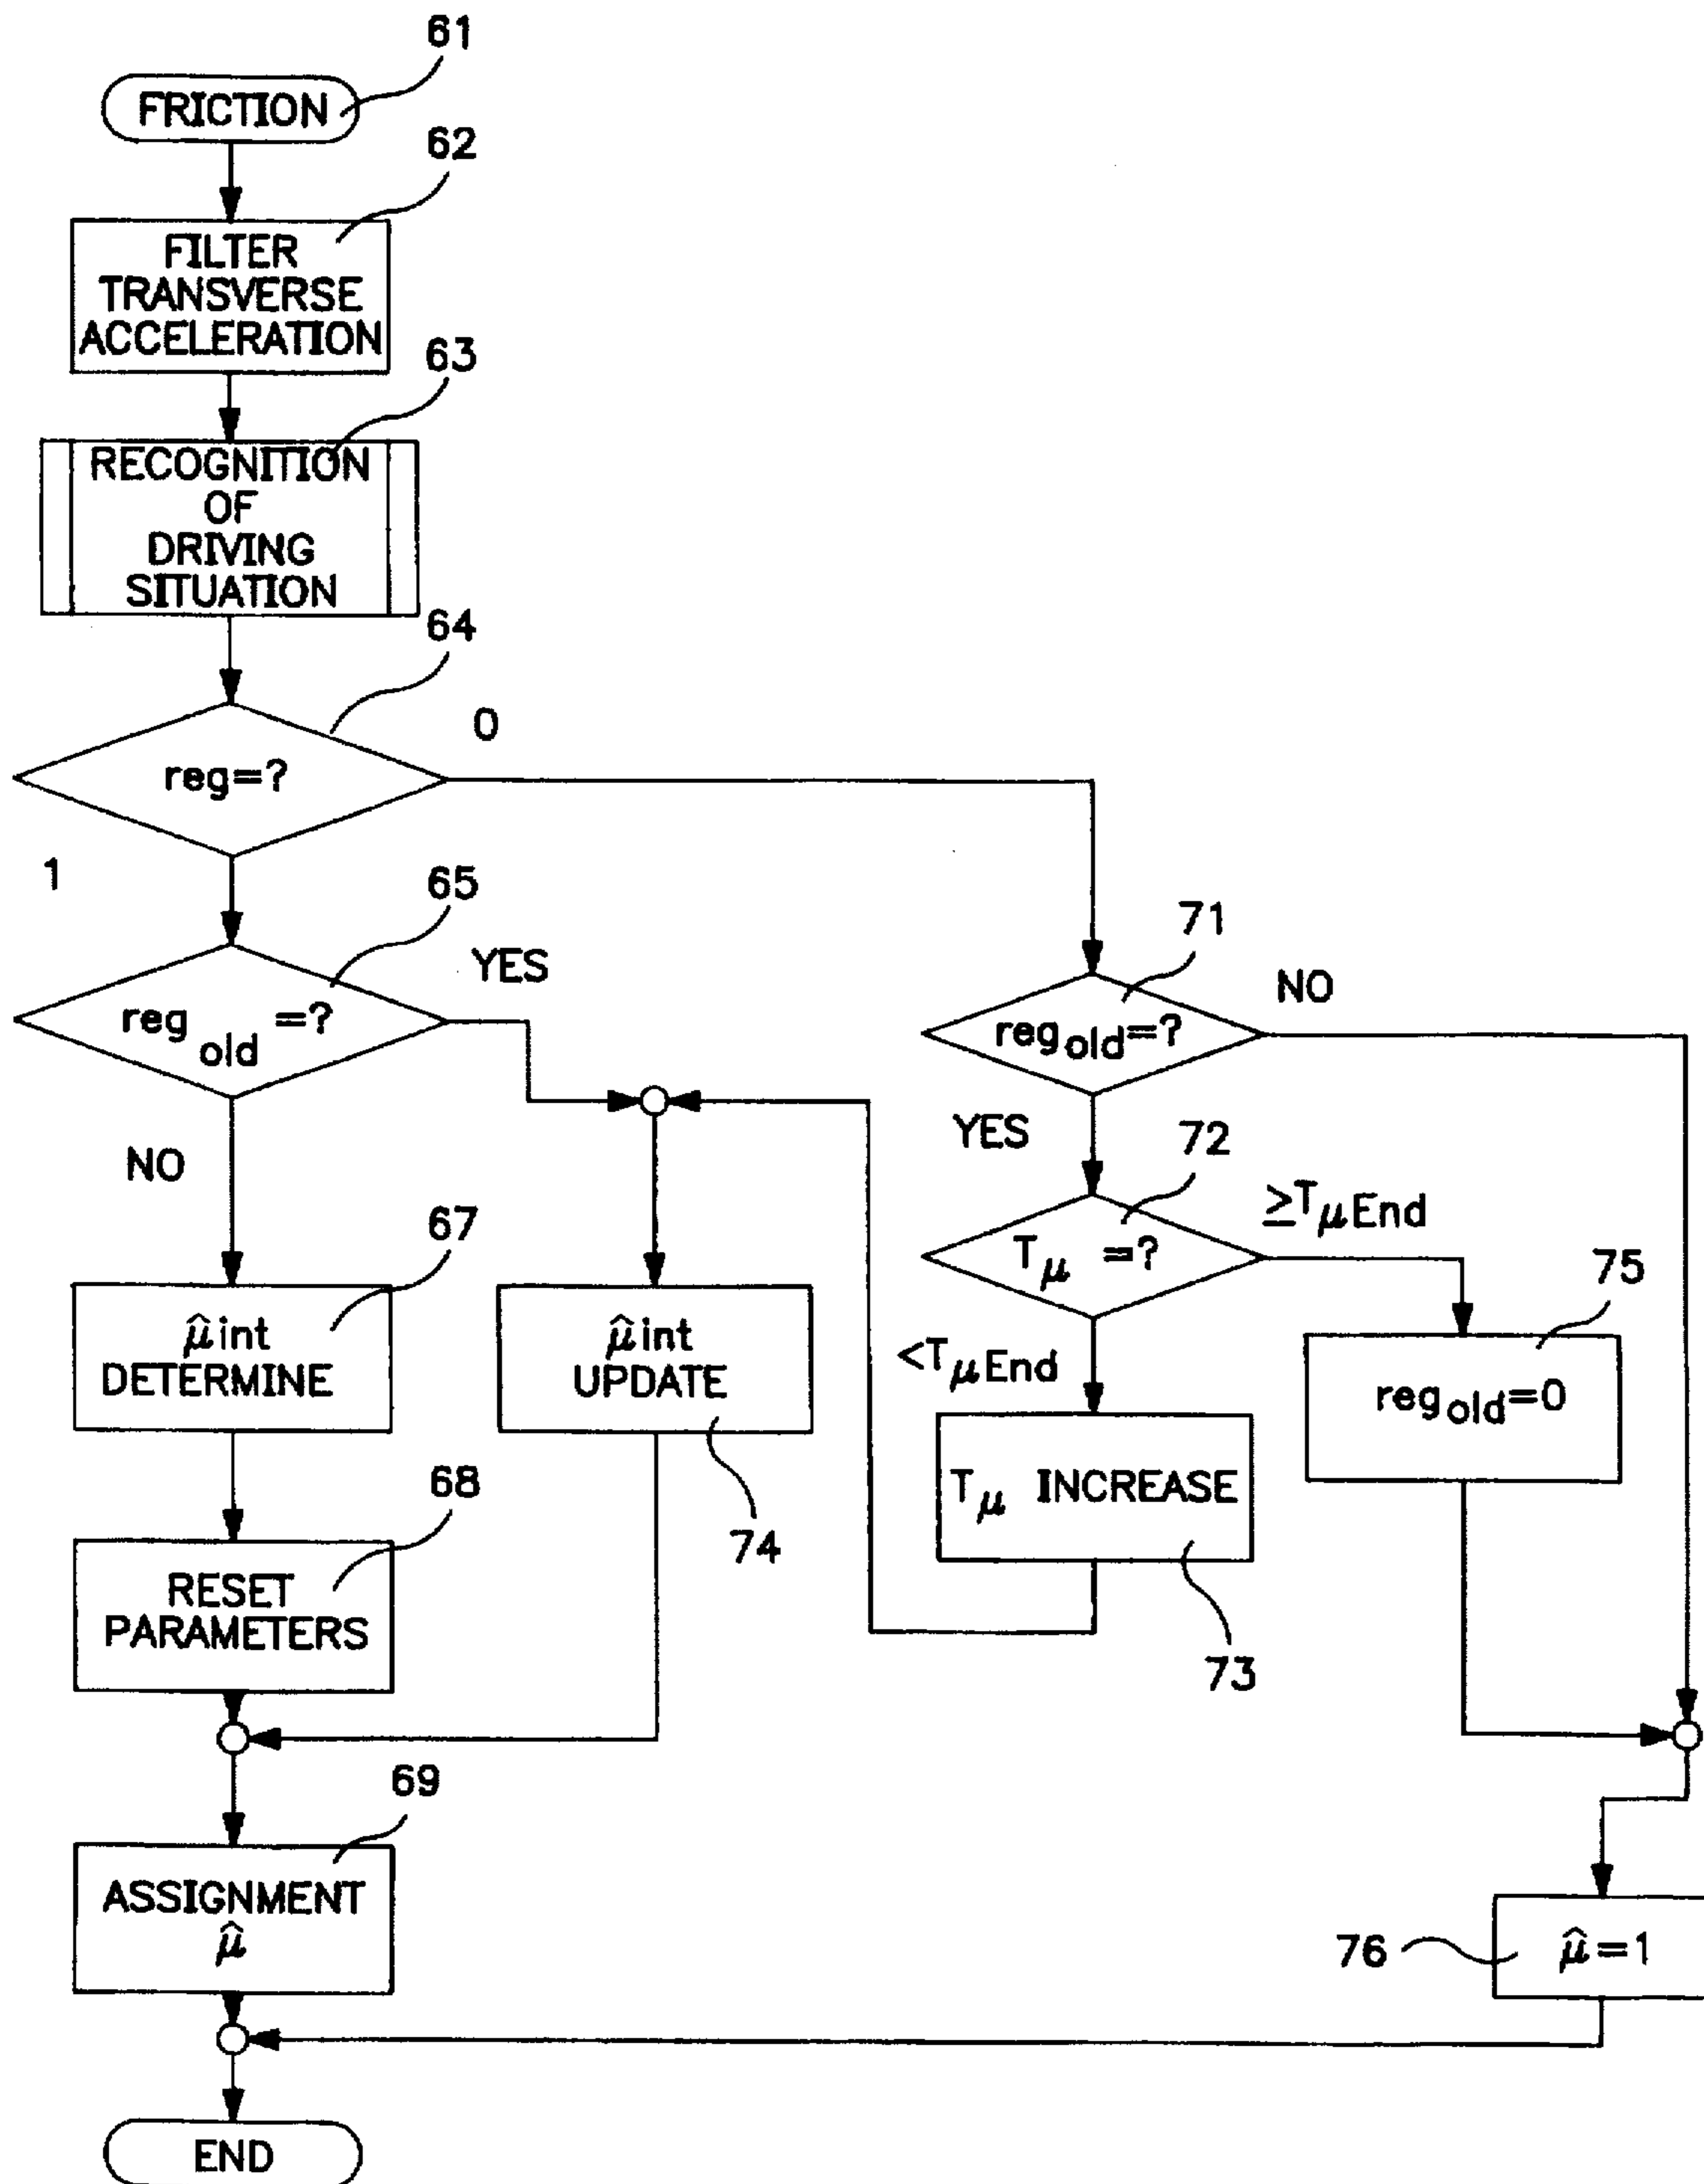 61
FRICTION
62
FILTER
TRANSVERSE
ACCELERATION
63
RECOGNITION
OF
DRIVING
SITUATION
64
0
reg=?
1
65
YES
reg old =?
71
NO
reg old=?
YES
72
NO
≥TμEnd
Tμ =?
67
75
μ̂int
DETERMINE
μ̂int
UPDATE
<TμEnd
reg old=0
68
Tμ INCREASE
74
RESET
PARAMETERS
73
69
ASSIGNMENT
μ̂
76
μ̂=1
END